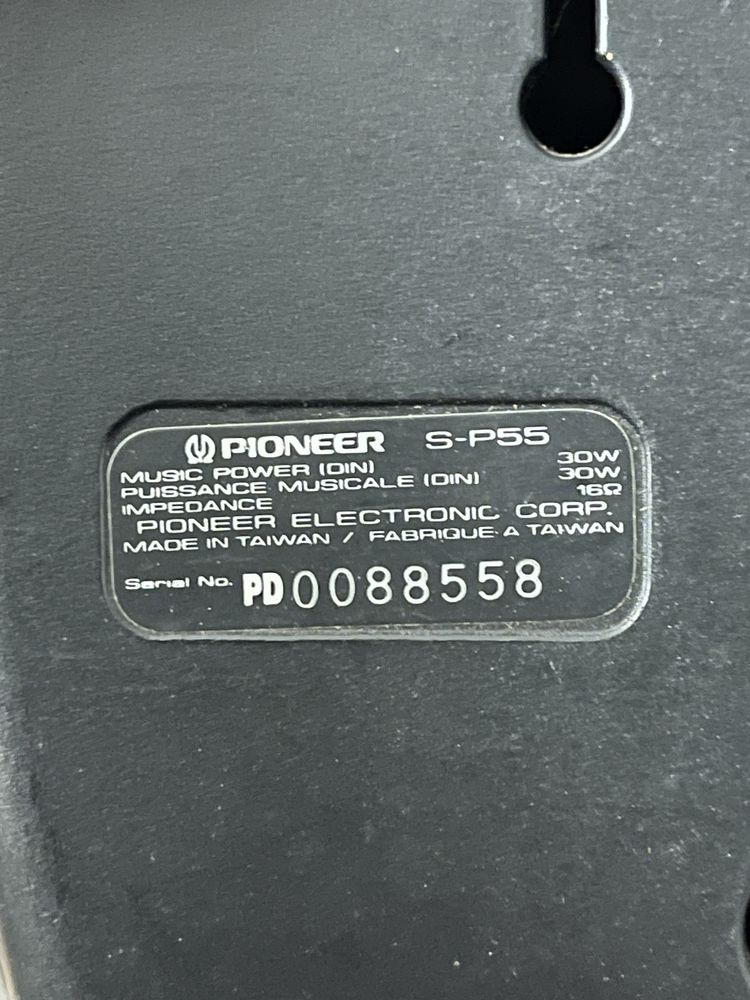 PIONEER S-P55
MUSIC POWER (DIN) 30W
PUISSANCE MUSICALE (DIN) 30W
IMPEDANCE 16Ω
PIONEER ELECTRONIC CORP.
MADE IN TAIWAN / FABRIQUE A TAIWAN
Serial No. PD0088558